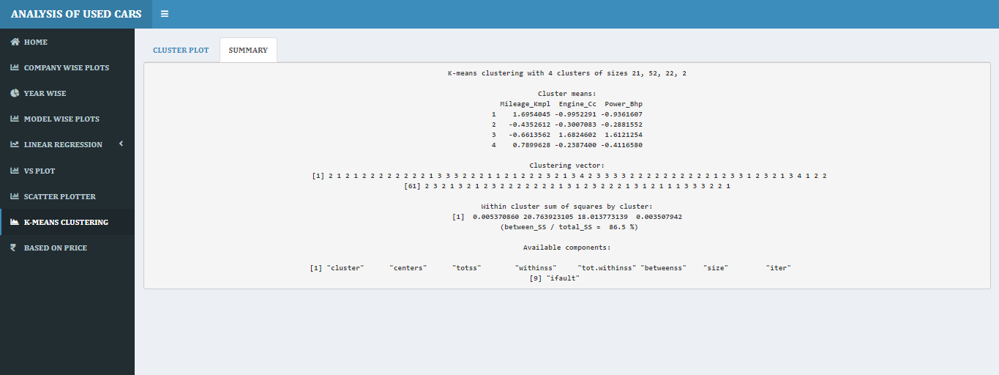 ANALYSIS OF USED CARS
HOME
COMPANY WISE PLOTS
YEAR WISE
MODEL WISE PLOTS
LINEAR REGRESSION
VS PLOT
SCATTER PLOTTER
K-MEANS CLUSTERING
BASED ON PRICE
CLUSTER PLOT SUMMARY
K-means clustering with 4 clusters of sizes 21, 52, 22, 2
Cluster means:
Mileage_Kmpl Engine_Cc Power_Bhp
1 1.6954045 -0.9952291 -0.9361607
2 -0.4352612 -0.3007083 -0.2881552
3 -0.6613562 1.6824602 1.6121254
4 0.7899628 -0.2387400 -0.4116580
Clustering vector:
[1] 2 1 2 1 2 2 2 2 2 2 2 2 1 3 3 3 2 2 2 1 1 2 1 2 2 2 3 2 1 3 4 2 3 3 3 3 2 2 2 2 2 2 2 2 2 2 1 2 3 3 1 2 3 2 1 3 4 1 2 2
[61] 2 3 2 1 3 2 1 2 3 2 2 2 2 2 2 2 1 3 1 2 3 2 2 2 1 3 1 2 1 1 1 3 3 3 2 2 1
Within cluster sum of squares by cluster:
[1] 0.005370860 20.763923105 18.013773139 0.003507942
(between_SS / total_SS = 86.5 %)
Available components:
[1] "cluster" "centers" "totss" "withinss" "tot.withinss" "betweenss" "size" "iter"
[9] "ifault"